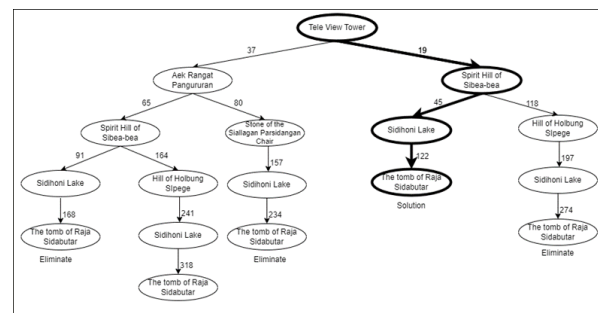 Tele View Tower
37
19
Aek Rangat
Pangururan
Spirit Hill of
Sibea-bea
65
80
45
118
Spirit Hill of
Sibea-bea
Stone of the
Siallagan Parsidangan
Chair
Sidihoni Lake
Hill of Holbung
SIpege
91
164
157
122
197
Sidihoni Lake
Hill of Holbung
SIpege
Sidihoni Lake
The tomb of Raja
Sidabutar
Sidihoni Lake
Solution
168
241
234
274
The tomb of Raja
Sidabutar
Sidihoni Lake
The tomb of Raja
Sidabutar
The tomb of Raja
Sidabutar
Eliminate
Eliminate
Eliminate
318
The tomb of Raja
Sidabutar